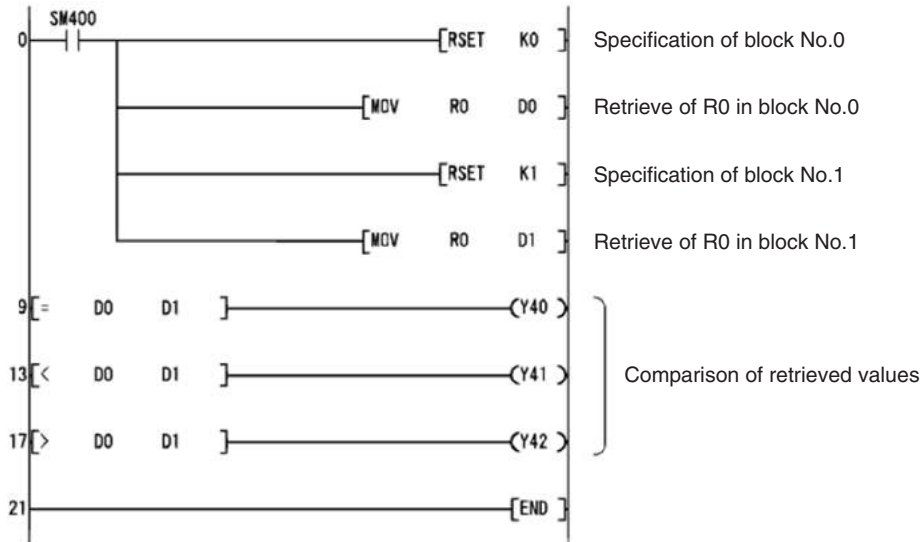 SM400
0 [RSET K0 ] Specification of block No.0
[MOV R0 D0 ] Retrieve of R0 in block No.0
[RSET K1 ] Specification of block No.1
[MOV R0 D1 ] Retrieve of R0 in block No.1
9 [= D0 D1 ] (Y40 )
13 [< D0 D1 ] (Y41 )
Comparison of retrieved values
17 [> D0 D1 ] (Y42 )
21 [END ]